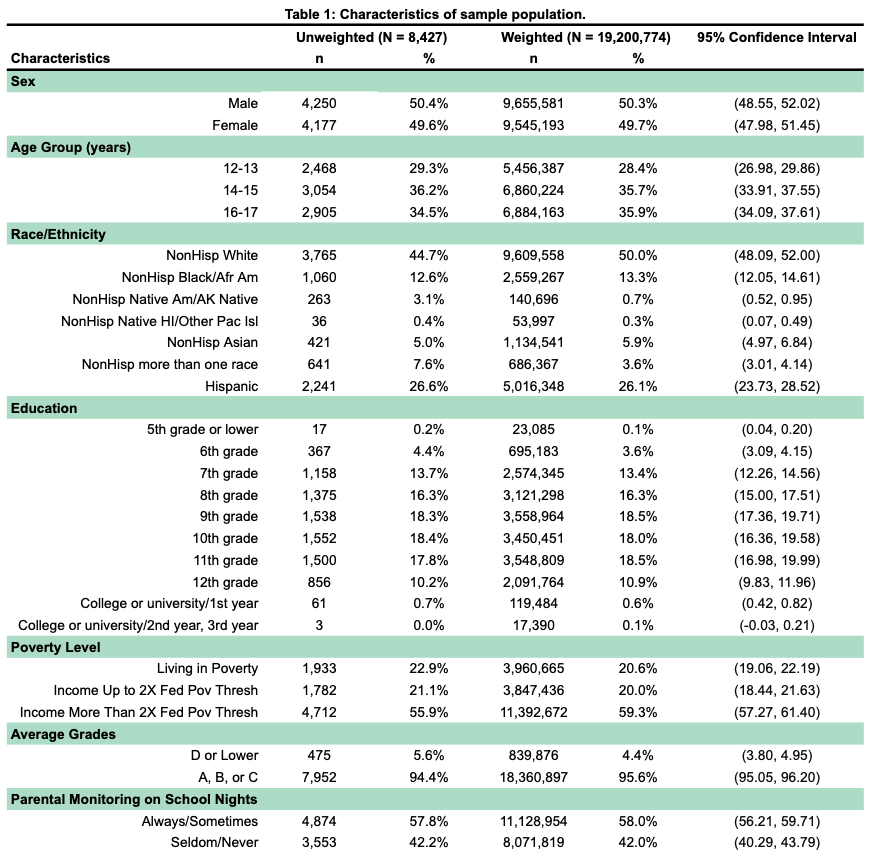 Table 1: Characteristics of sample population.
Unweighted (N = 8,427) Weighted (N = 19,200,774) 95% Confidence Interval
Characteristics n % n %
Sex
Male 4,250 50.4% 9,655,581 50.3% (48.55, 52.02)
Female 4,177 49.6% 9,545,193 49.7% (47.98, 51.45)
Age Group (years)
12-13 2,468 29.3% 5,456,387 28.4% (26.98, 29.86)
14-15 3,054 36.2% 6,860,224 35.7% (33.91, 37.55)
16-17 2,905 34.5% 6,884,163 35.9% (34.09, 37.61)
Race/Ethnicity
NonHisp White 3,765 44.7% 9,609,558 50.0% (48.09, 52.00)
NonHisp Black/Afr Am 1,060 12.6% 2,559,267 13.3% (12.05, 14.61)
NonHisp Native Am/AK Native 263 3.1% 140,696 0.7% (0.52, 0.95)
NonHisp Native HI/Other Pac Isl 36 0.4% 53,997 0.3% (0.07, 0.49)
NonHisp Asian 421 5.0% 1,134,541 5.9% (4.97, 6.84)
NonHisp more than one race 641 7.6% 686,367 3.6% (3.01, 4.14)
Hispanic 2,241 26.6% 5,016,348 26.1% (23.73, 28.52)
Education
5th grade or lower 17 0.2% 23,085 0.1% (0.04, 0.20)
6th grade 367 4.4% 695,183 3.6% (3.09, 4.15)
7th grade 1,158 13.7% 2,574,345 13.4% (12.26, 14.56)
8th grade 1,375 16.3% 3,121,298 16.3% (15.00, 17.51)
9th grade 1,538 18.3% 3,558,964 18.5% (17.36, 19.71)
10th grade 1,552 18.4% 3,450,451 18.0% (16.36, 19.58)
11th grade 1,500 17.8% 3,548,809 18.5% (16.98, 19.99)
12th grade 856 10.2% 2,091,764 10.9% (9.83, 11.96)
College or university/1st year 61 0.7% 119,484 0.6% (0.42, 0.82)
College or university/2nd year, 3rd year 3 0.0% 17,390 0.1% (-0.03, 0.21)
Poverty Level
Living in Poverty 1,933 22.9% 3,960,665 20.6% (19.06, 22.19)
Income Up to 2X Fed Pov Thresh 1,782 21.1% 3,847,436 20.0% (18.44, 21.63)
Income More Than 2X Fed Pov Thresh 4,712 55.9% 11,392,672 59.3% (57.27, 61.40)
Average Grades
D or Lower 475 5.6% 839,876 4.4% (3.80, 4.95)
A, B, or C 7,952 94.4% 18,360,897 95.6% (95.05, 96.20)
Parental Monitoring on School Nights
Always/Sometimes 4,874 57.8% 11,128,954 58.0% (56.21, 59.71)
Seldom/Never 3,553 42.2% 8,071,819 42.0% (40.29, 43.79)